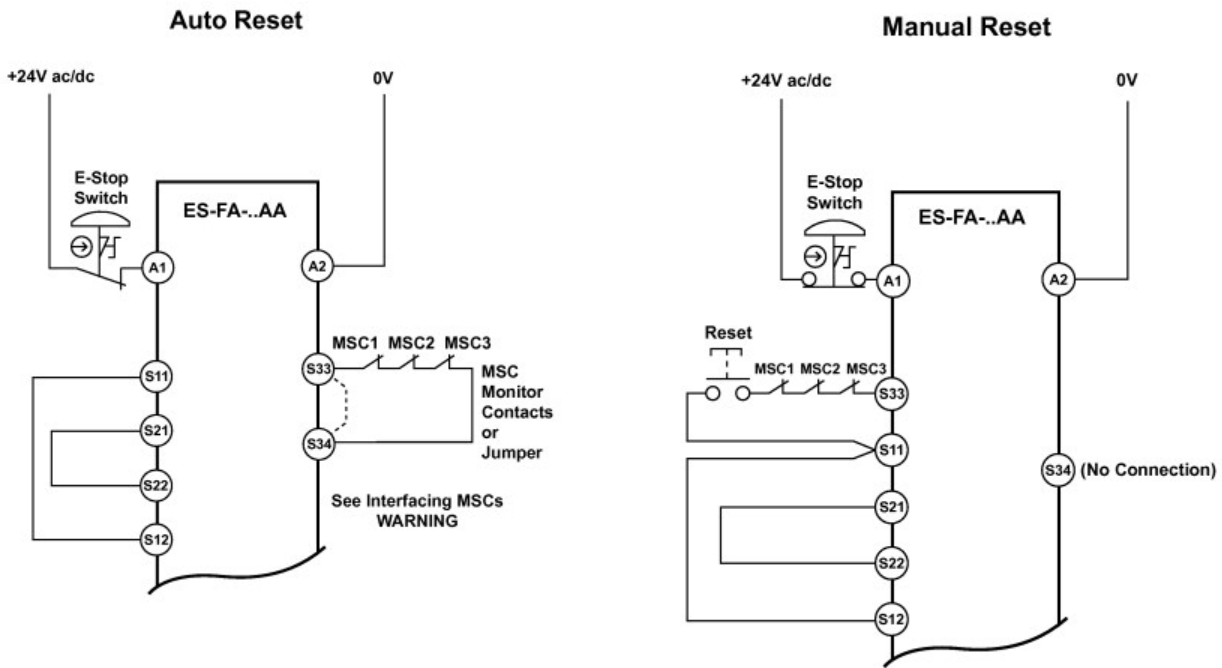 Auto Reset
+24V ac/dc
0V
E-Stop
Switch
ES-FA-..AA
A1
A2
MSC1 MSC2 MSC3
S33
S11
MSC
Monitor
Contacts
or
Jumper
S21
S34
S22
See Interfacing MSCs
WARNING
S12
Manual Reset
+24V ac/dc
0V
E-Stop
Switch
ES-FA-..AA
A1
A2
Reset
MSC1 MSC2 MSC3
S33
S11
S34 (No Connection)
S21
S22
S12